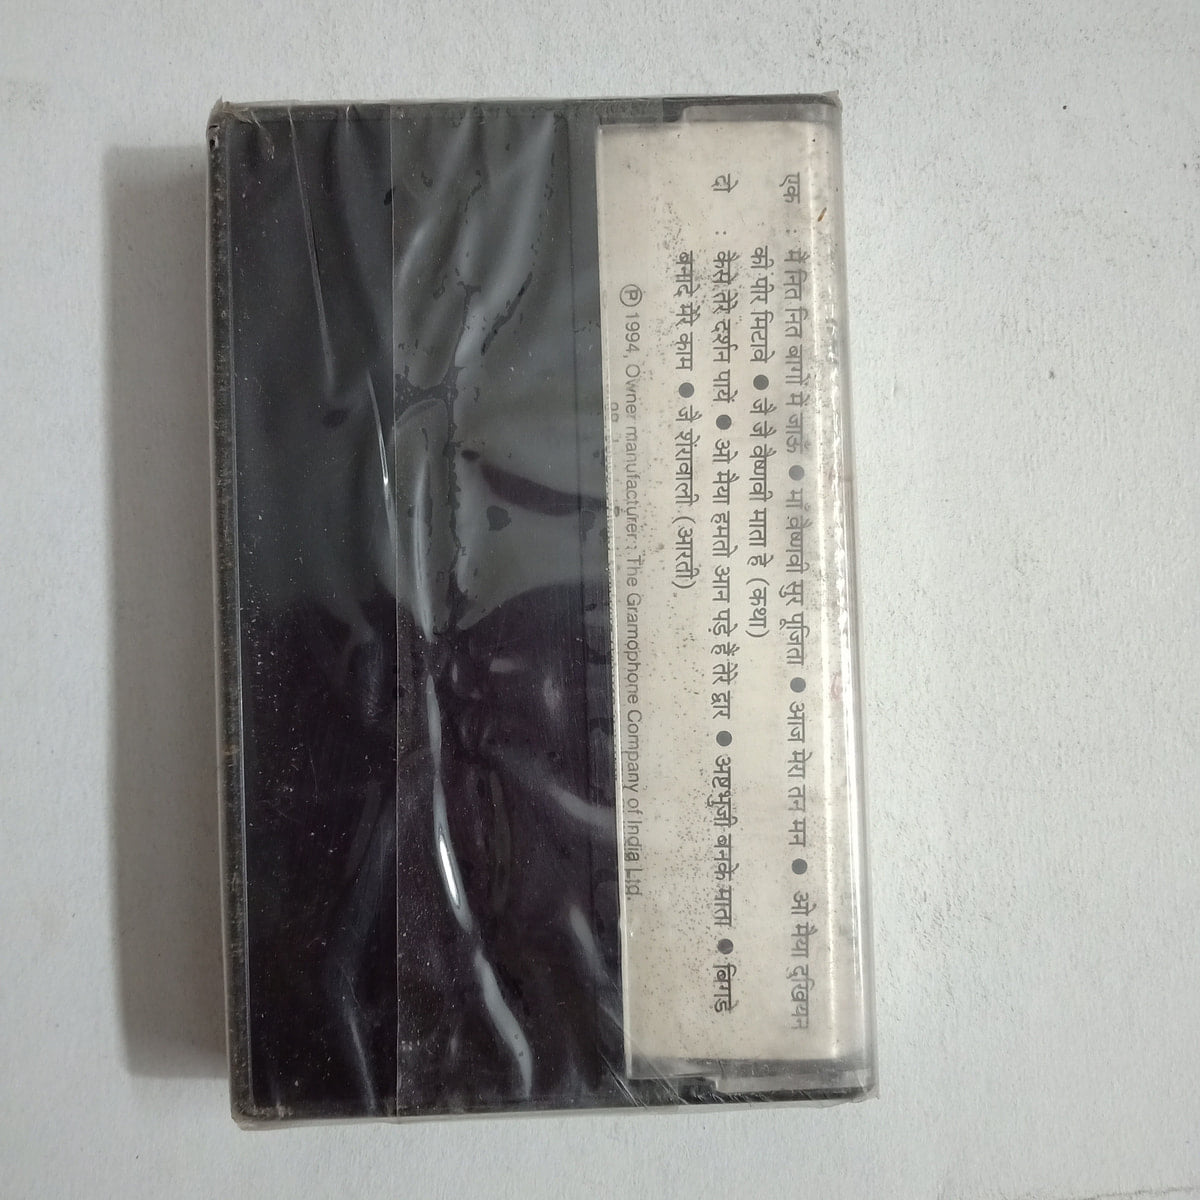 एक : मैं नित नित बागों में जाऊं ● माँ वैष्णवी सुर पूजिता ● आज मेरा तन मन ● ओ मैया दुखियन
की पीर मिटावे ● जै जै वैष्णवी माता हे (कथा)
दो : कैसे तेरे दर्शन पायें ● ओ मैया हमतो आन पड़े हैं तेरे द्वार ● अष्टभुजी बनके माता ● बिगड़े
बनादे मेरे काम ● जै शेरांवाली (आरती)
Ⓟ 1994, Owner manufacturer : The Gramophone Company of India Ltd.